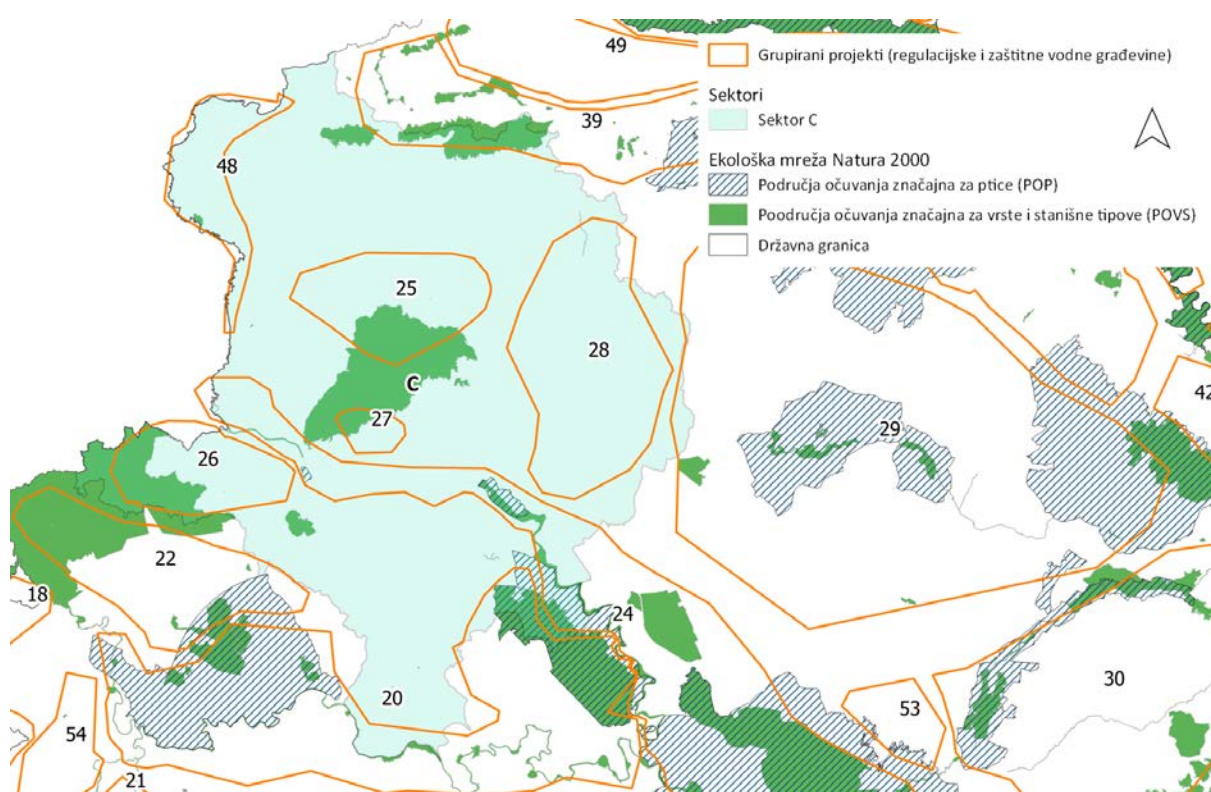 49
Grupirani projekti (regulacijske i zaštitne vodne građevine)
Sektori
Sektor C
39
Ekološka mreža Natura 2000
Područja očuvanja značajna za ptice (POP)
Poodručja očuvanja značajna za vrste i stanišne tipove (POVS)
Državna granica
48
25
28
C
42
27
29
26
22
18
24
20
30
53
54
21